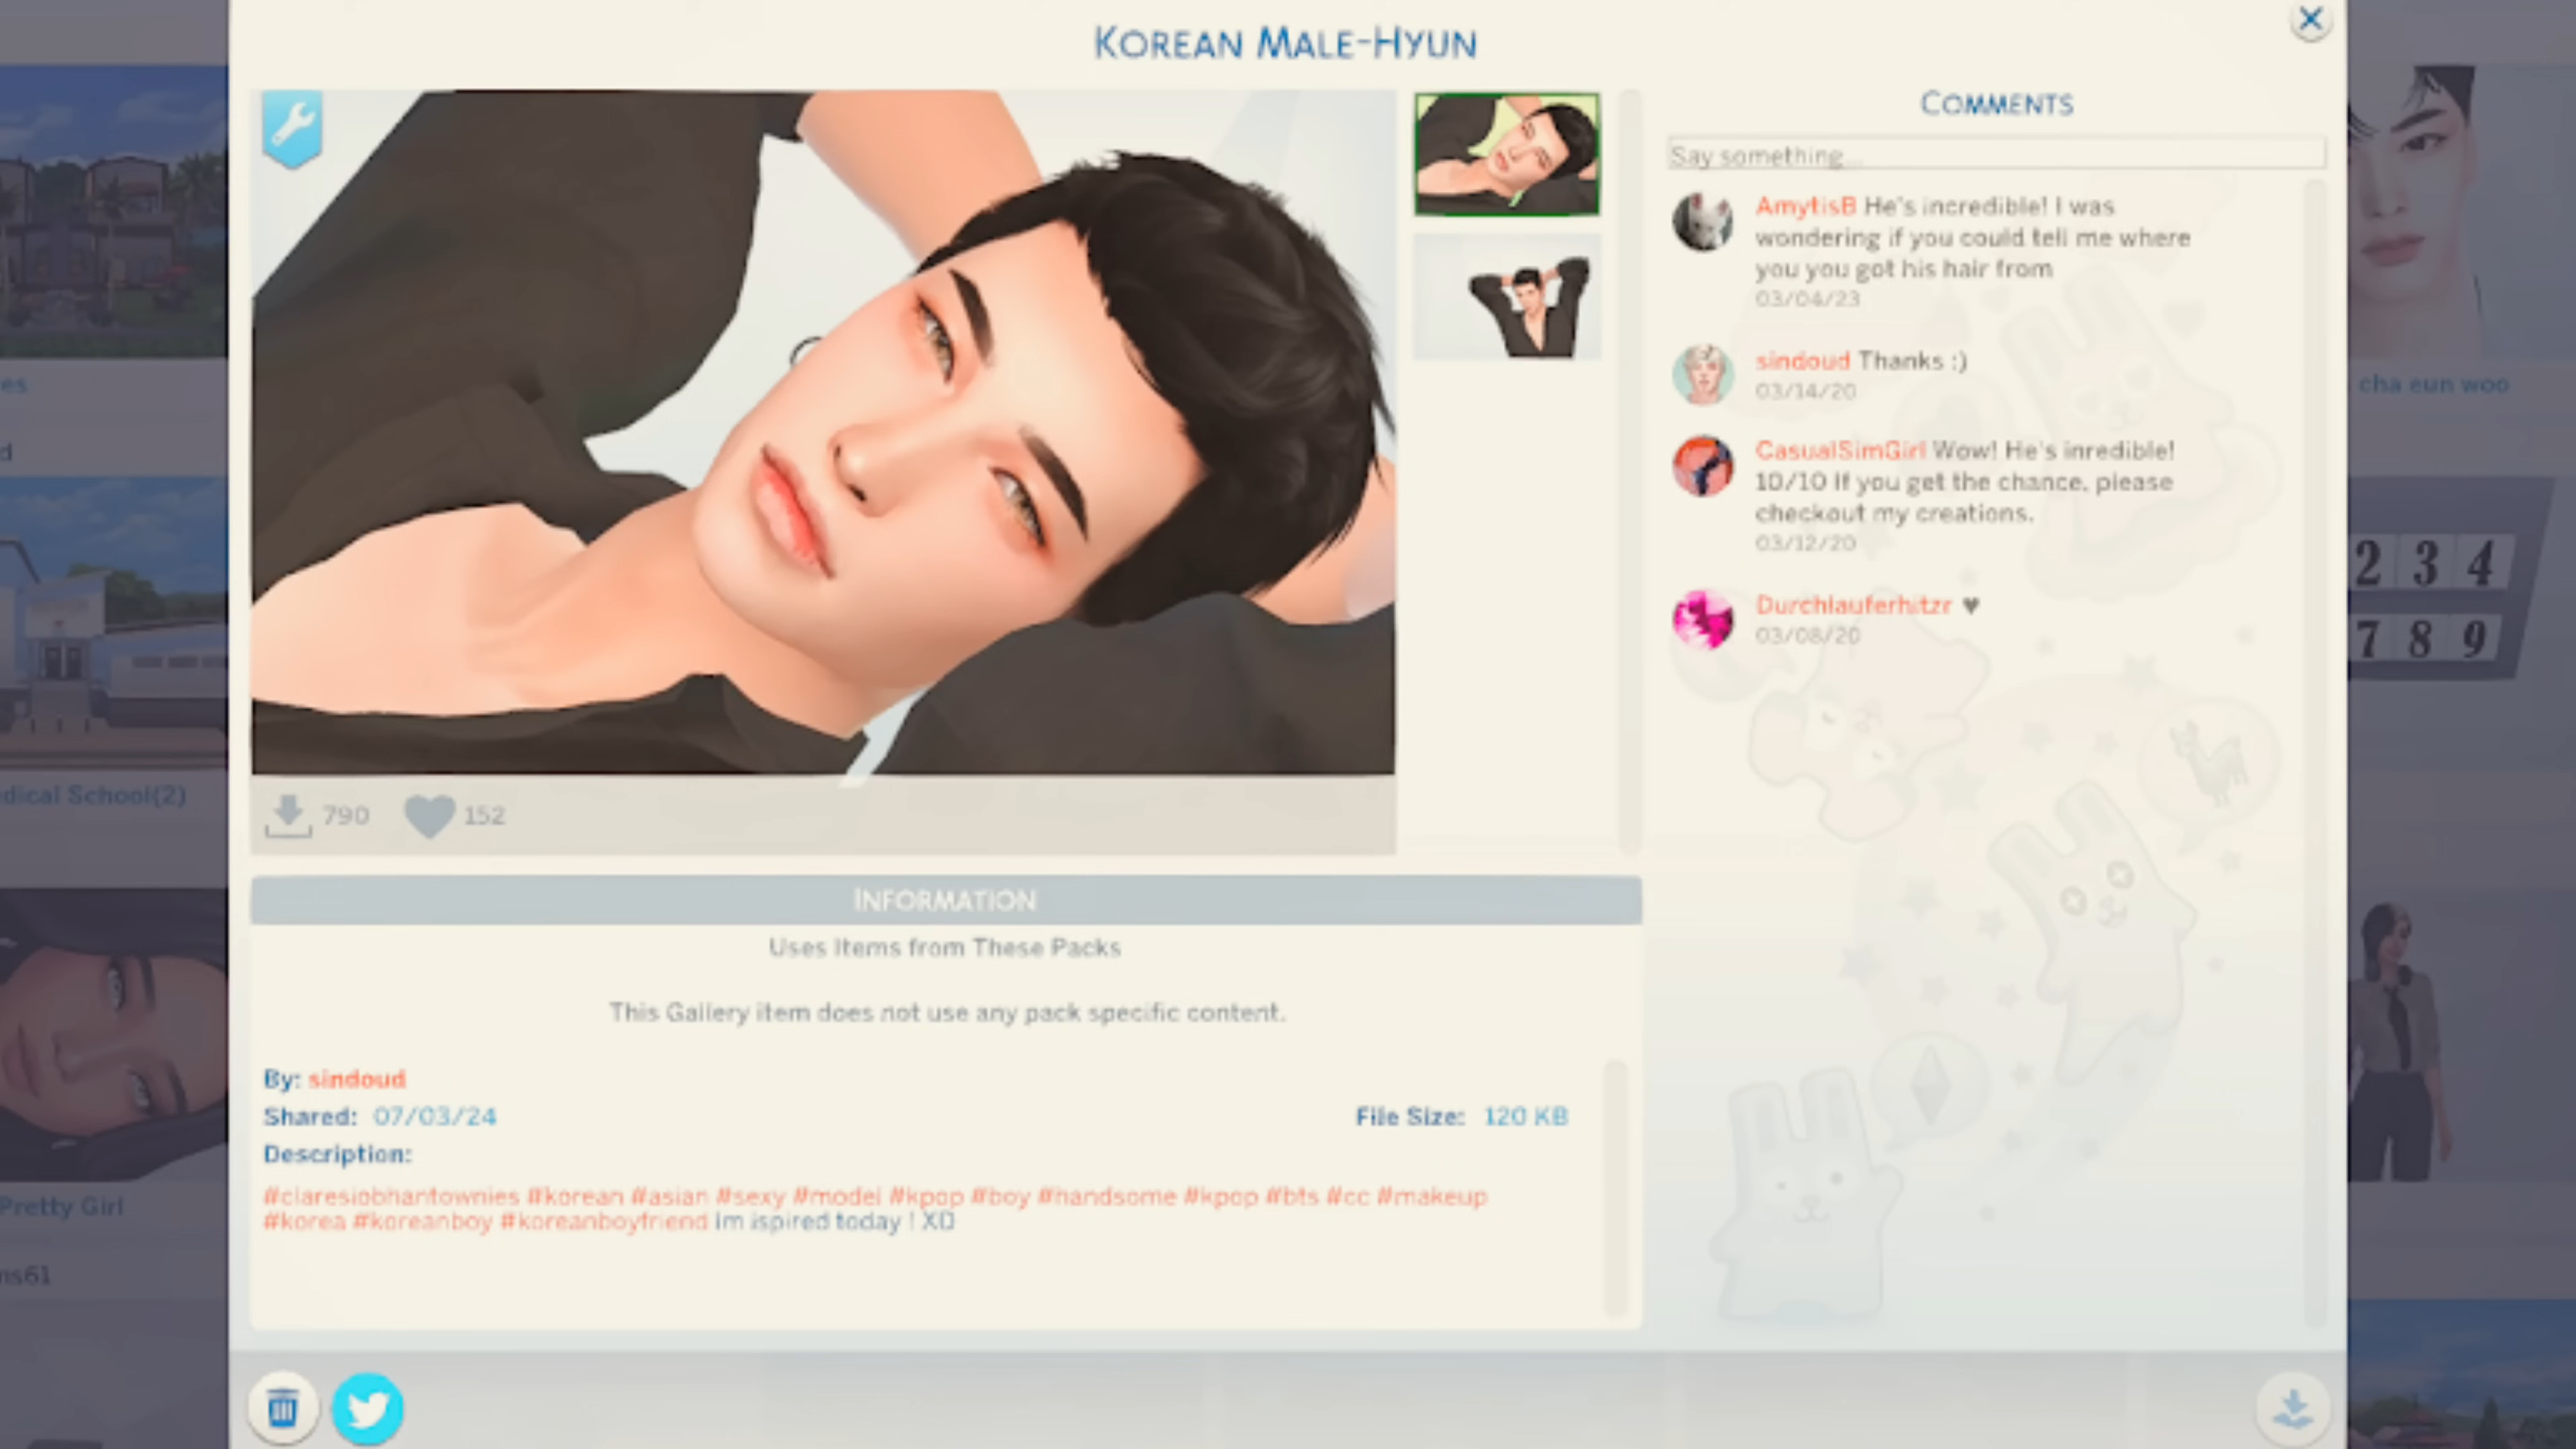 KOREAN MALE-HYUN
COMMENTS
Say something...
AmytisB He's incredible! I was
wondering if you could tell me where
you you got his hair from
03/04/23
sindoud Thanks :)
03/14/20
CasualSimGirl Wow! He's inredible!
10/10 If you get the chance, please
checkout my creations.
03/12/20
Durchlauferhitzr ♥
03/08/20
790 152
INFORMATION
Uses Items from These Packs
This Gallery item does not use any pack specific content.
By: sindoud
Shared: 07/03/24
File Size: 120 KB
Description:
#claresiobhantownies #korean #asian #sexy #model #kpop #boy #handsome #kpop #bts #cc #makeup
#korea #koreanboy #koreanboyfriend Im ispired today ! XD
es
d
dical School(2)
Pretty Girl
ns61
cha eun woo
2 3 4
7 8 9